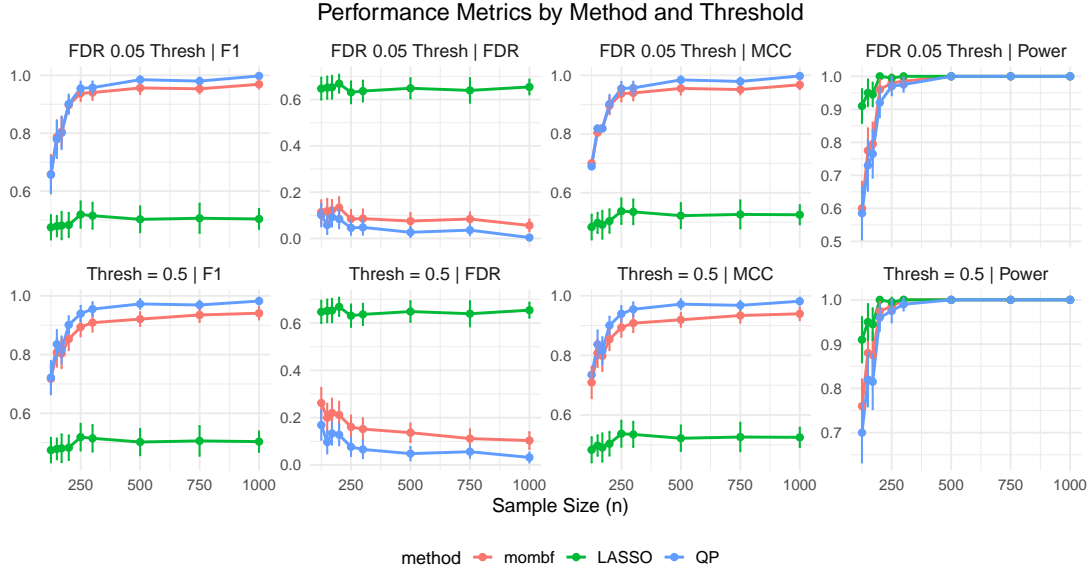 Performance Metrics by Method and Threshold
FDR 0.05 Thresh | F1
FDR 0.05 Thresh | FDR
FDR 0.05 Thresh | MCC
FDR 0.05 Thresh | Power
1.0
0.8
0.6
0.6
0.4
0.2
0.0
1.0
0.8
0.6
1.0
0.9
0.8
0.7
0.6
0.5
Thresh = 0.5 | F1
Thresh = 0.5 | FDR
Thresh = 0.5 | MCC
Thresh = 0.5 | Power
1.0
0.8
0.6
0.6
0.4
0.2
0.0
1.0
0.8
0.6
1.0
0.9
0.8
0.7
250 500 750 1000
250 500 750 1000
250 500 750 1000
250 500 750 1000
Sample Size (n)
method mombf LASSO QP